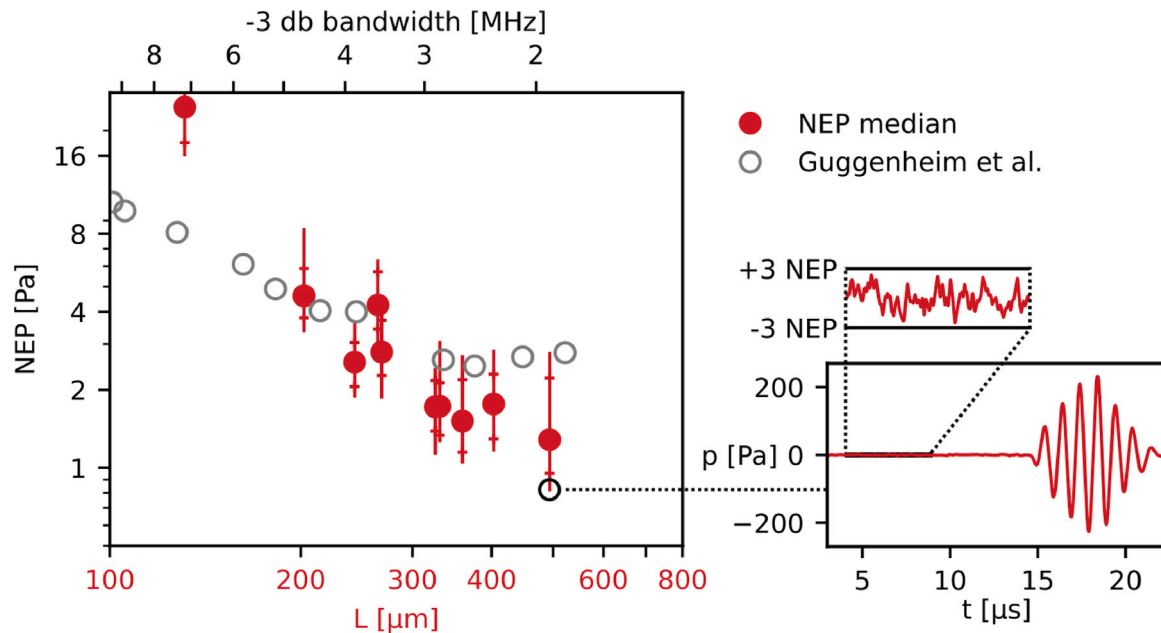 -3 db bandwidth [MHz]
8 6 4 3 2
NEP median
Guggenheim et al.
16
8
4
2
1
NEP [Pa]
100 200 300 400 600 800
L [µm]
+3 NEP
-3 NEP
200
p [Pa] 0
−200
5 10 15 20
t [µs]